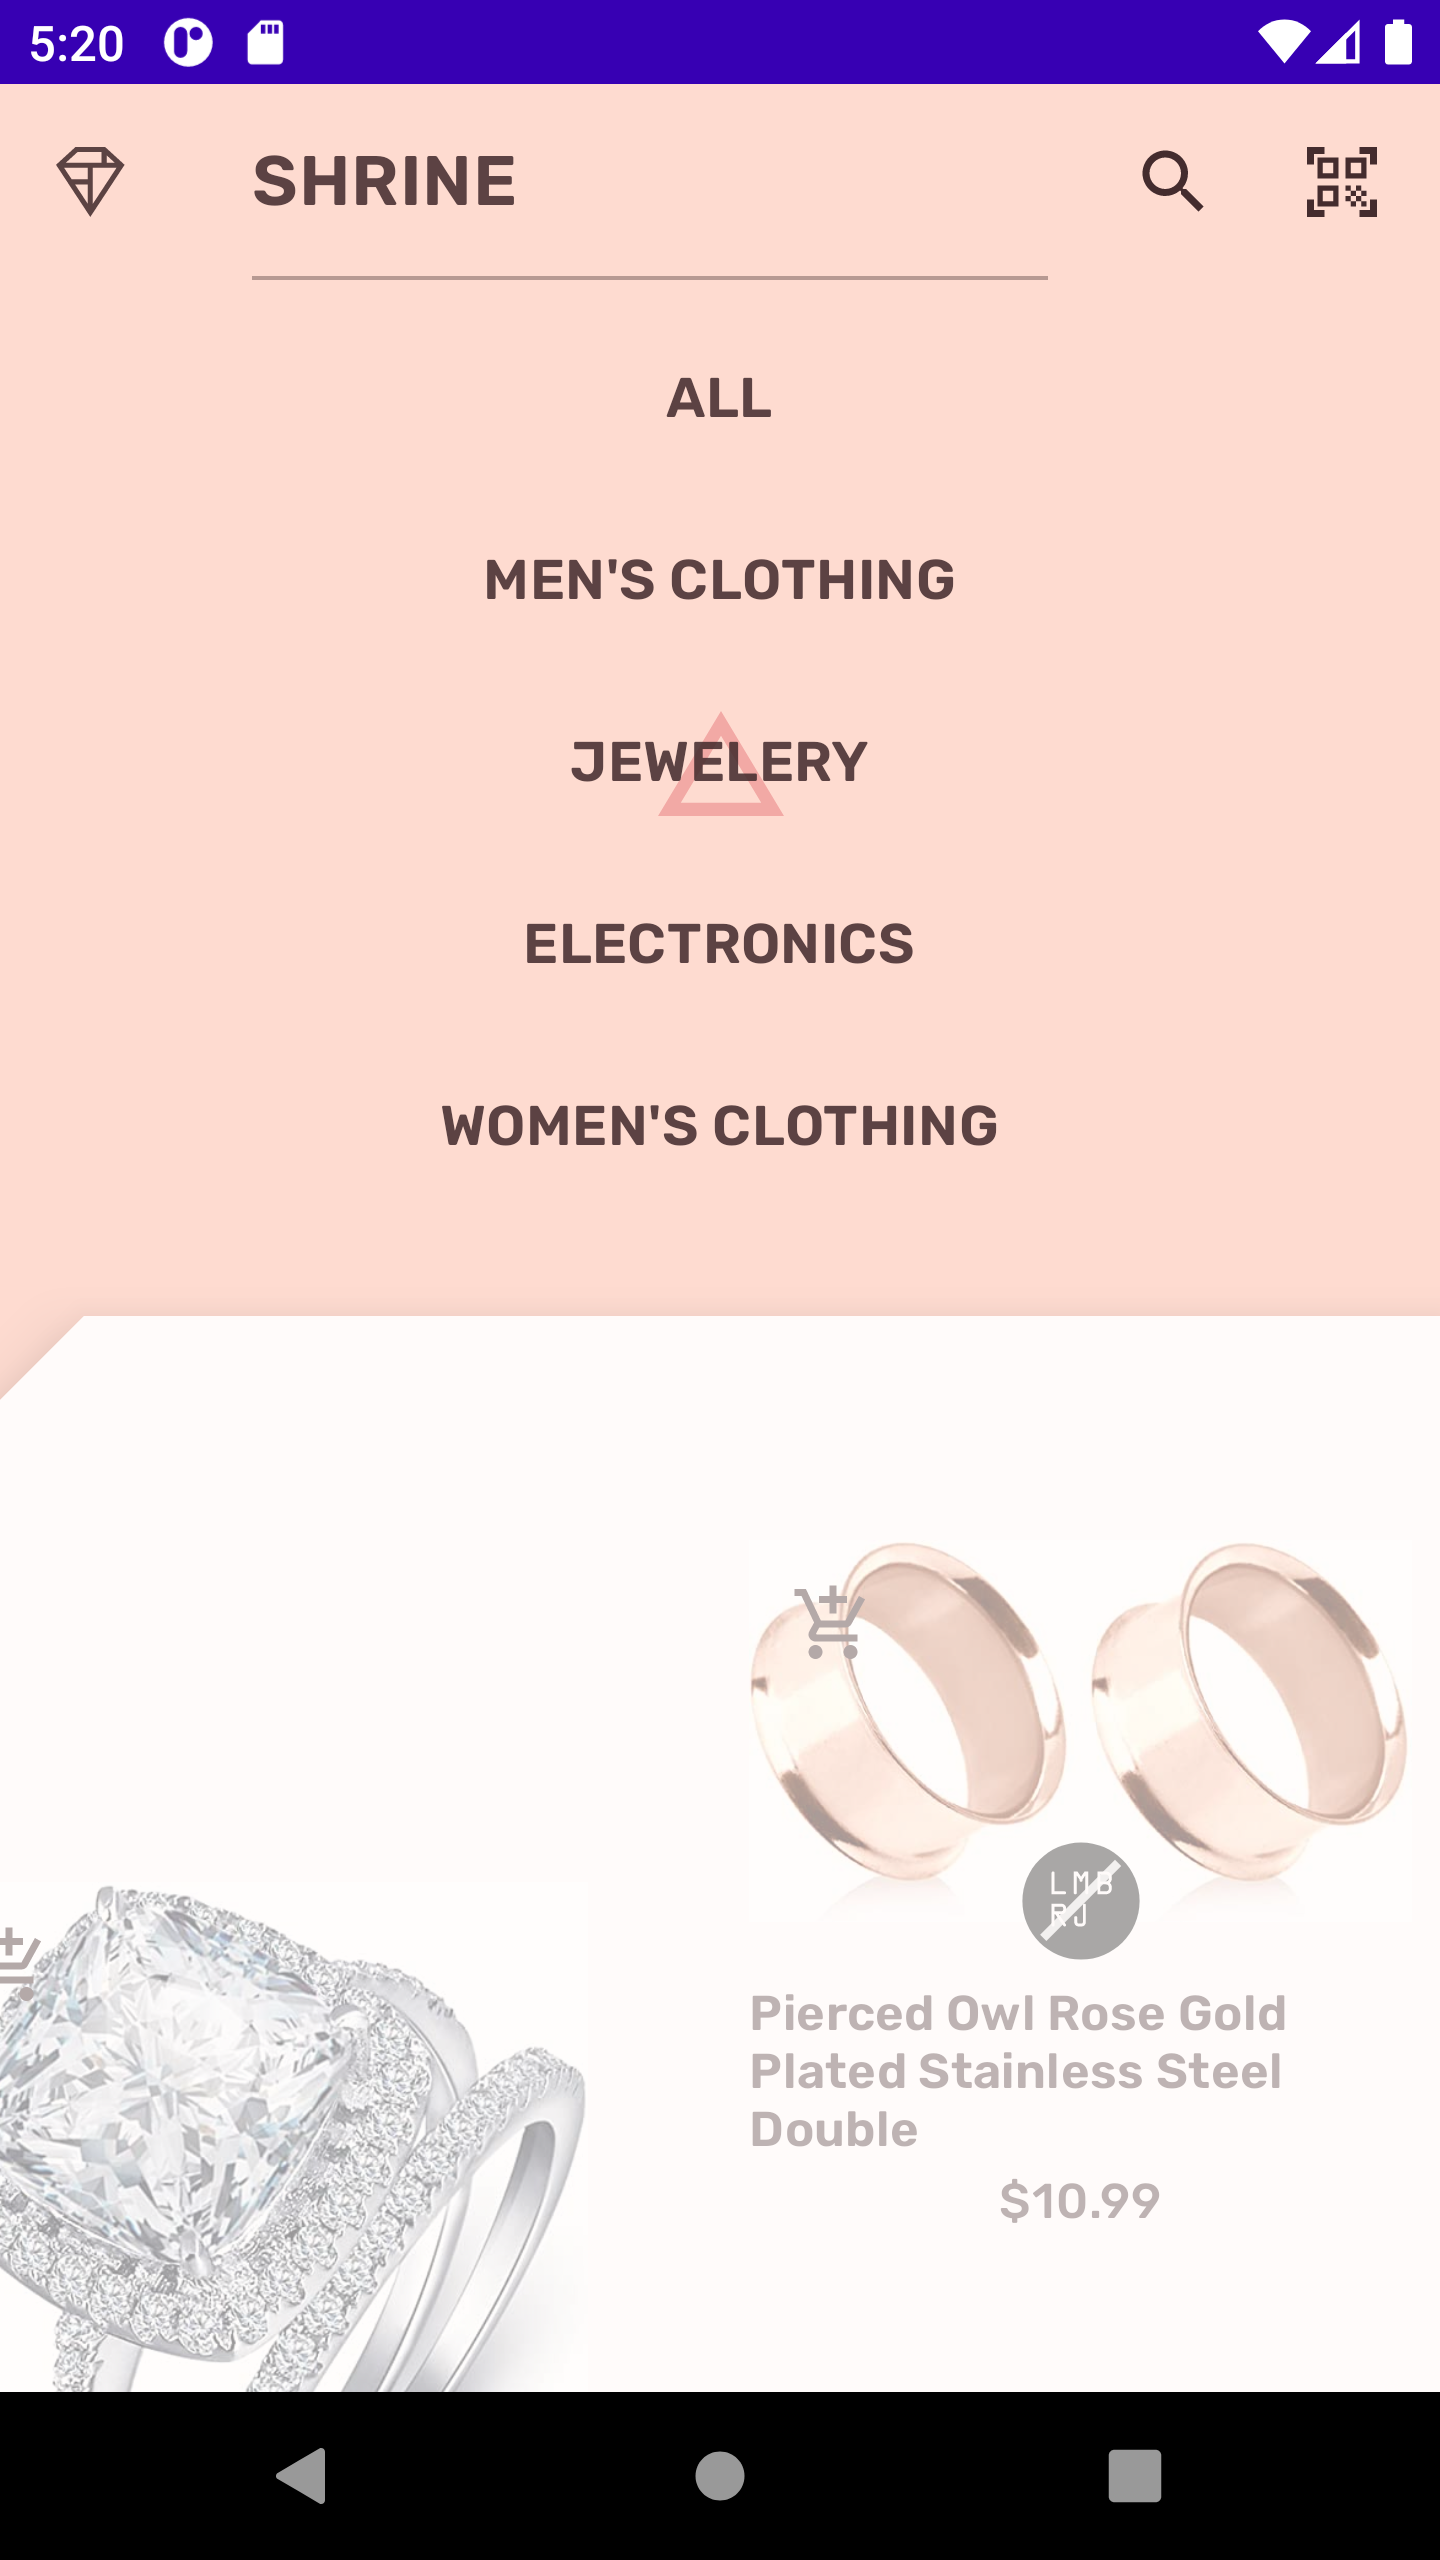 5:20
SHRINE
ALL
MEN'S CLOTHING
JEWELERY
ELECTRONICS
WOMEN'S CLOTHING
LMB
RJ
Pierced Owl Rose Gold
Plated Stainless Steel
Double
$10.99